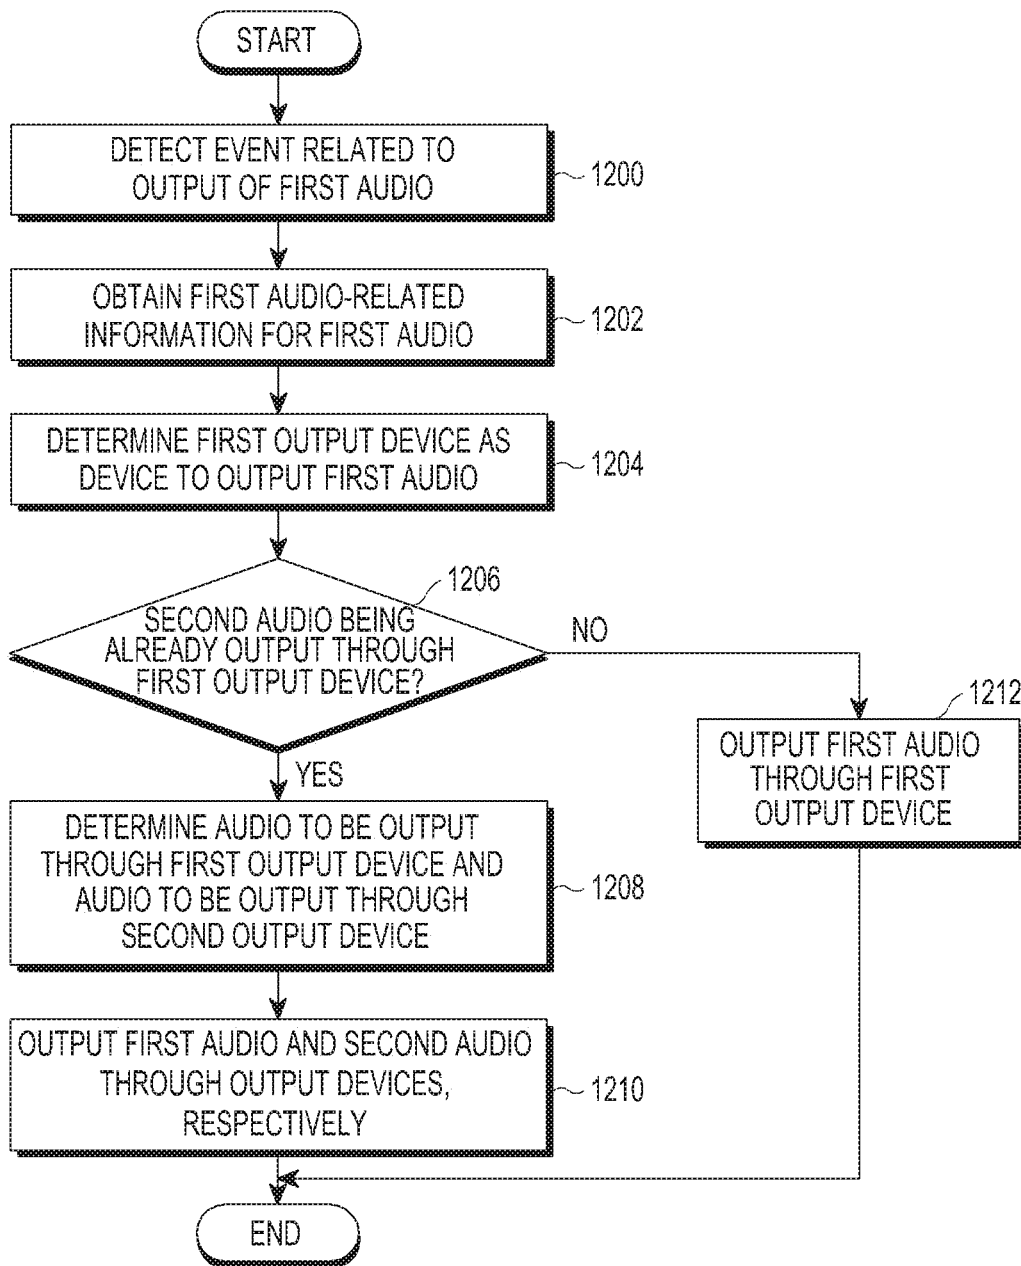 START
DETECT EVENT RELATED TO
OUTPUT OF FIRST AUDIO
1200
OBTAIN FIRST AUDIO-RELATED
INFORMATION FOR FIRST AUDIO
1202
DETERMINE FIRST OUTPUT DEVICE AS
DEVICE TO OUTPUT FIRST AUDIO
1204
1206
SECOND AUDIO BEING
ALREADY OUTPUT THROUGH
FIRST OUTPUT DEVICE?
NO
1212
OUTPUT FIRST AUDIO
THROUGH FIRST
OUTPUT DEVICE
YES
DETERMINE AUDIO TO BE OUTPUT
THROUGH FIRST OUTPUT DEVICE AND
AUDIO TO BE OUTPUT THROUGH
SECOND OUTPUT DEVICE
1208
OUTPUT FIRST AUDIO AND SECOND AUDIO
THROUGH OUTPUT DEVICES,
RESPECTIVELY
1210
END